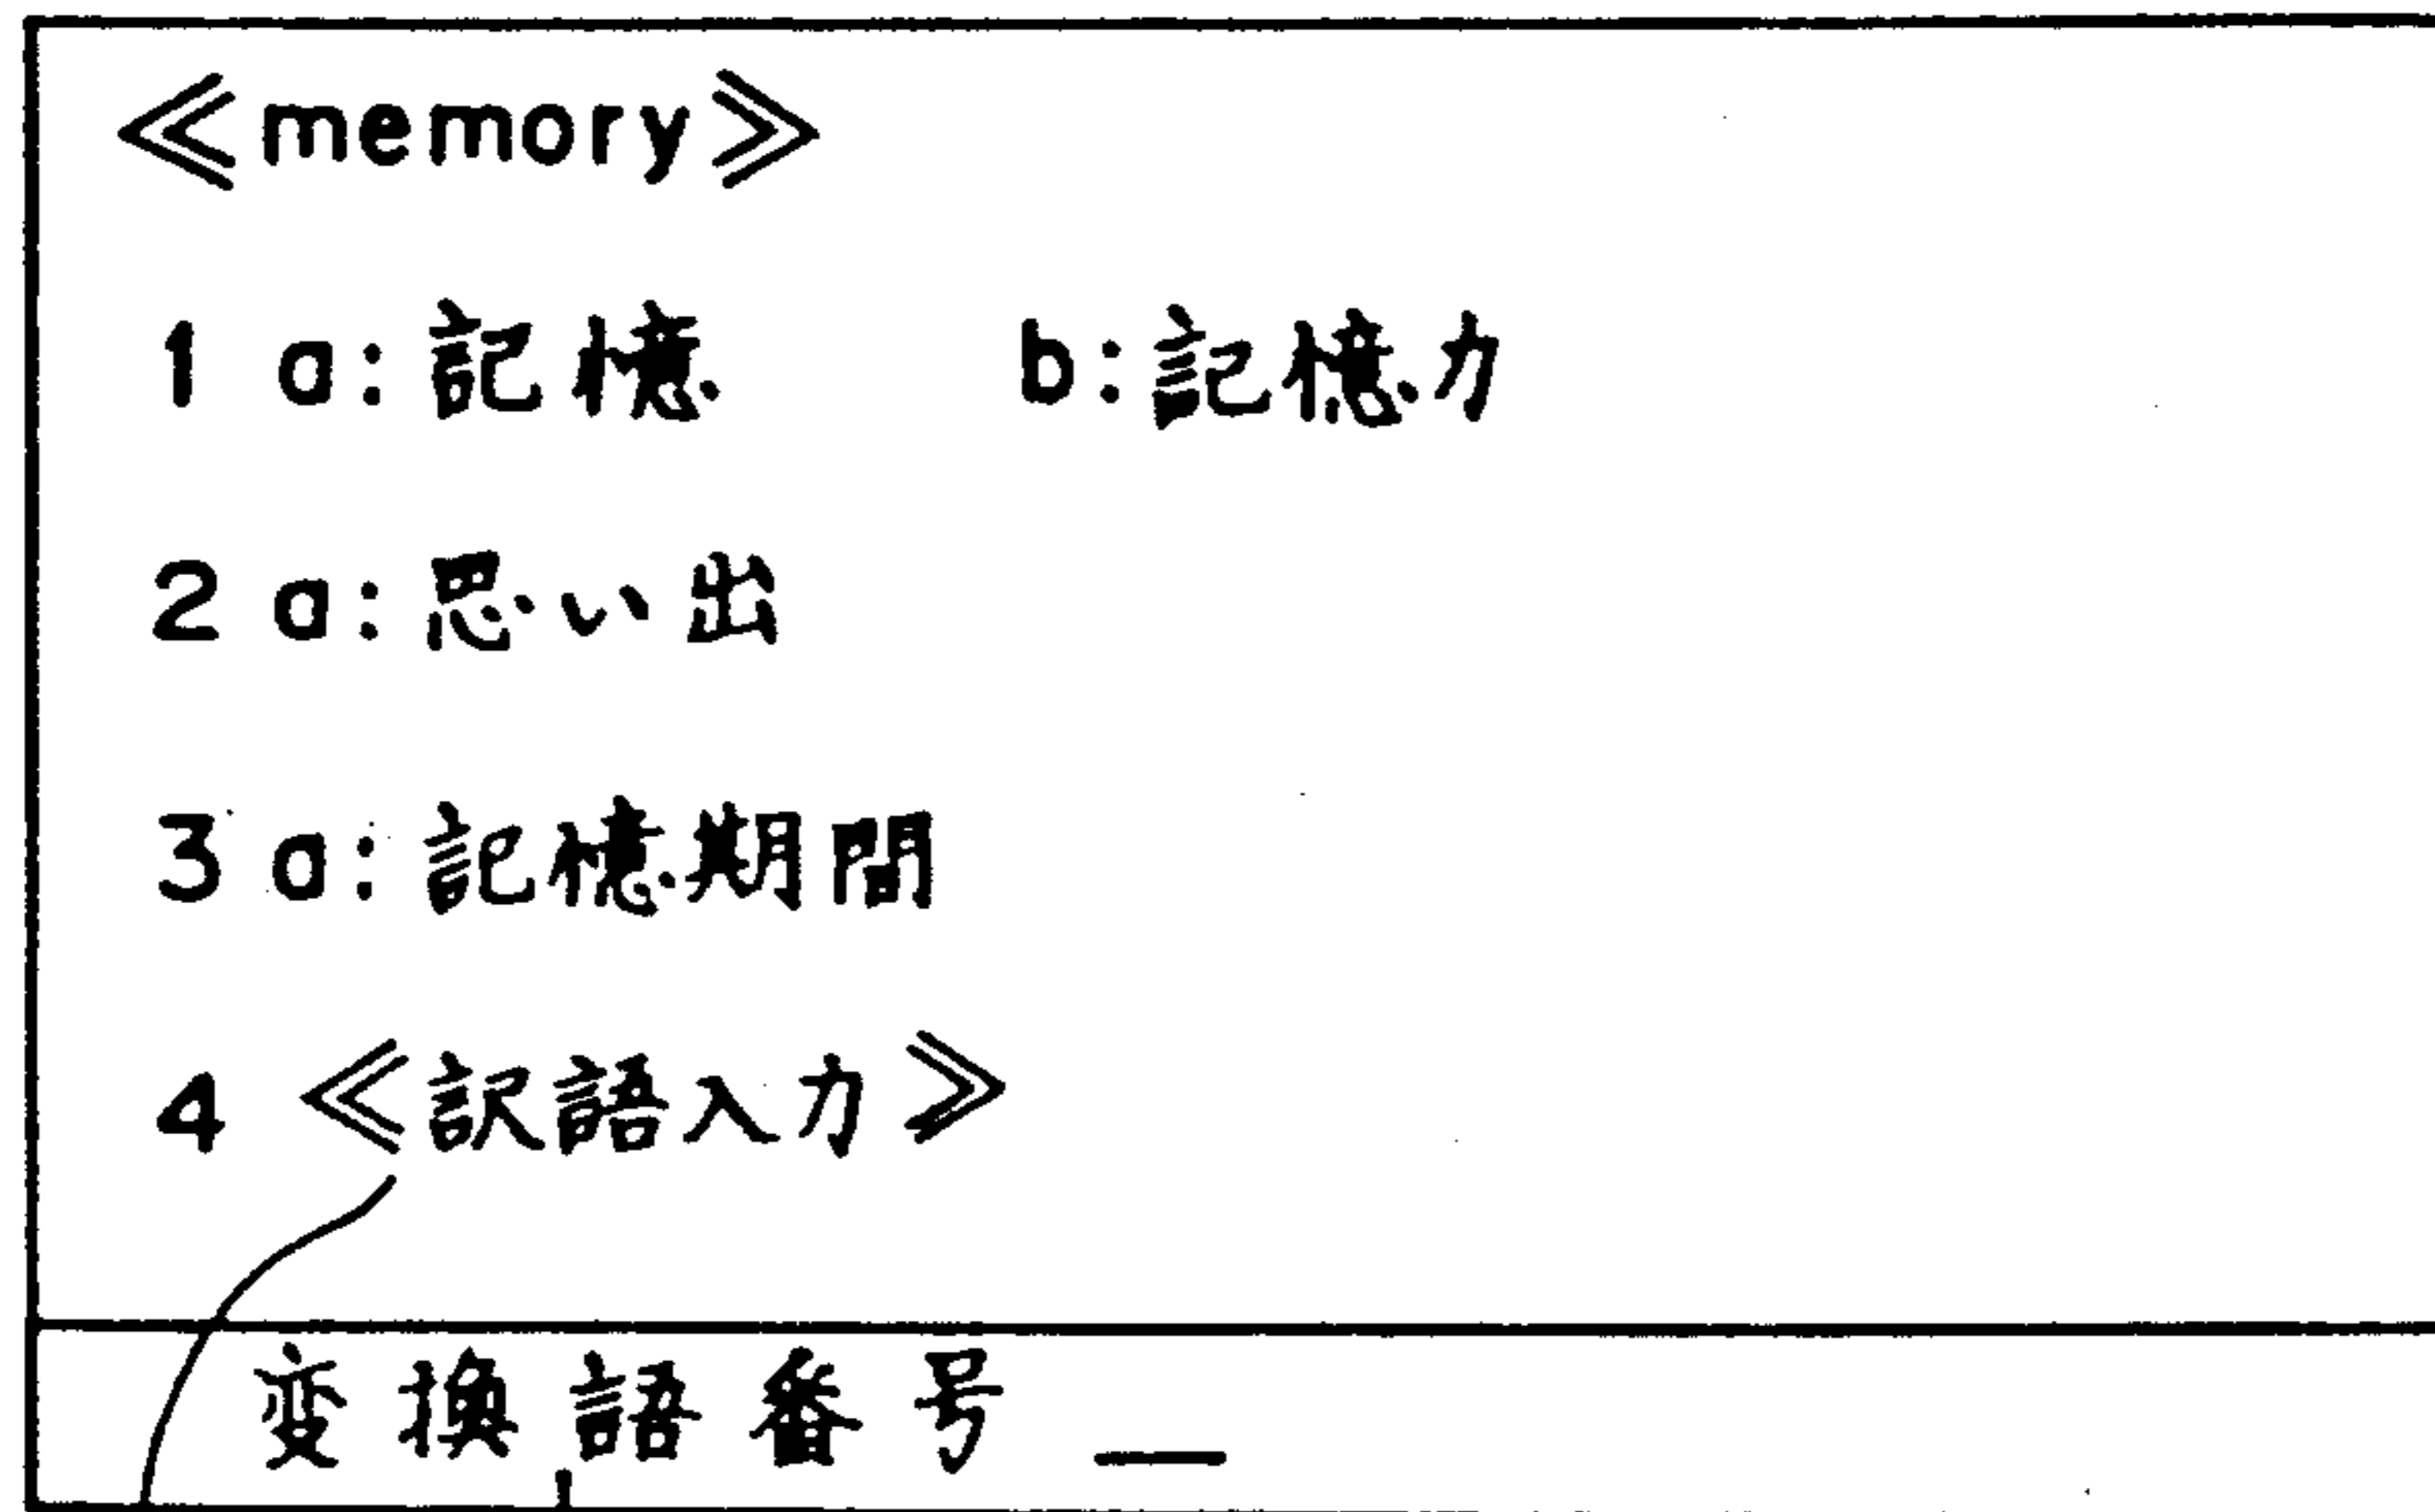 ≪memory≫
1 a:記憶 b:記憶力
2 a:思い出
3 a:記憶期間
4 ≪訳語入力≫
変換語番号 __